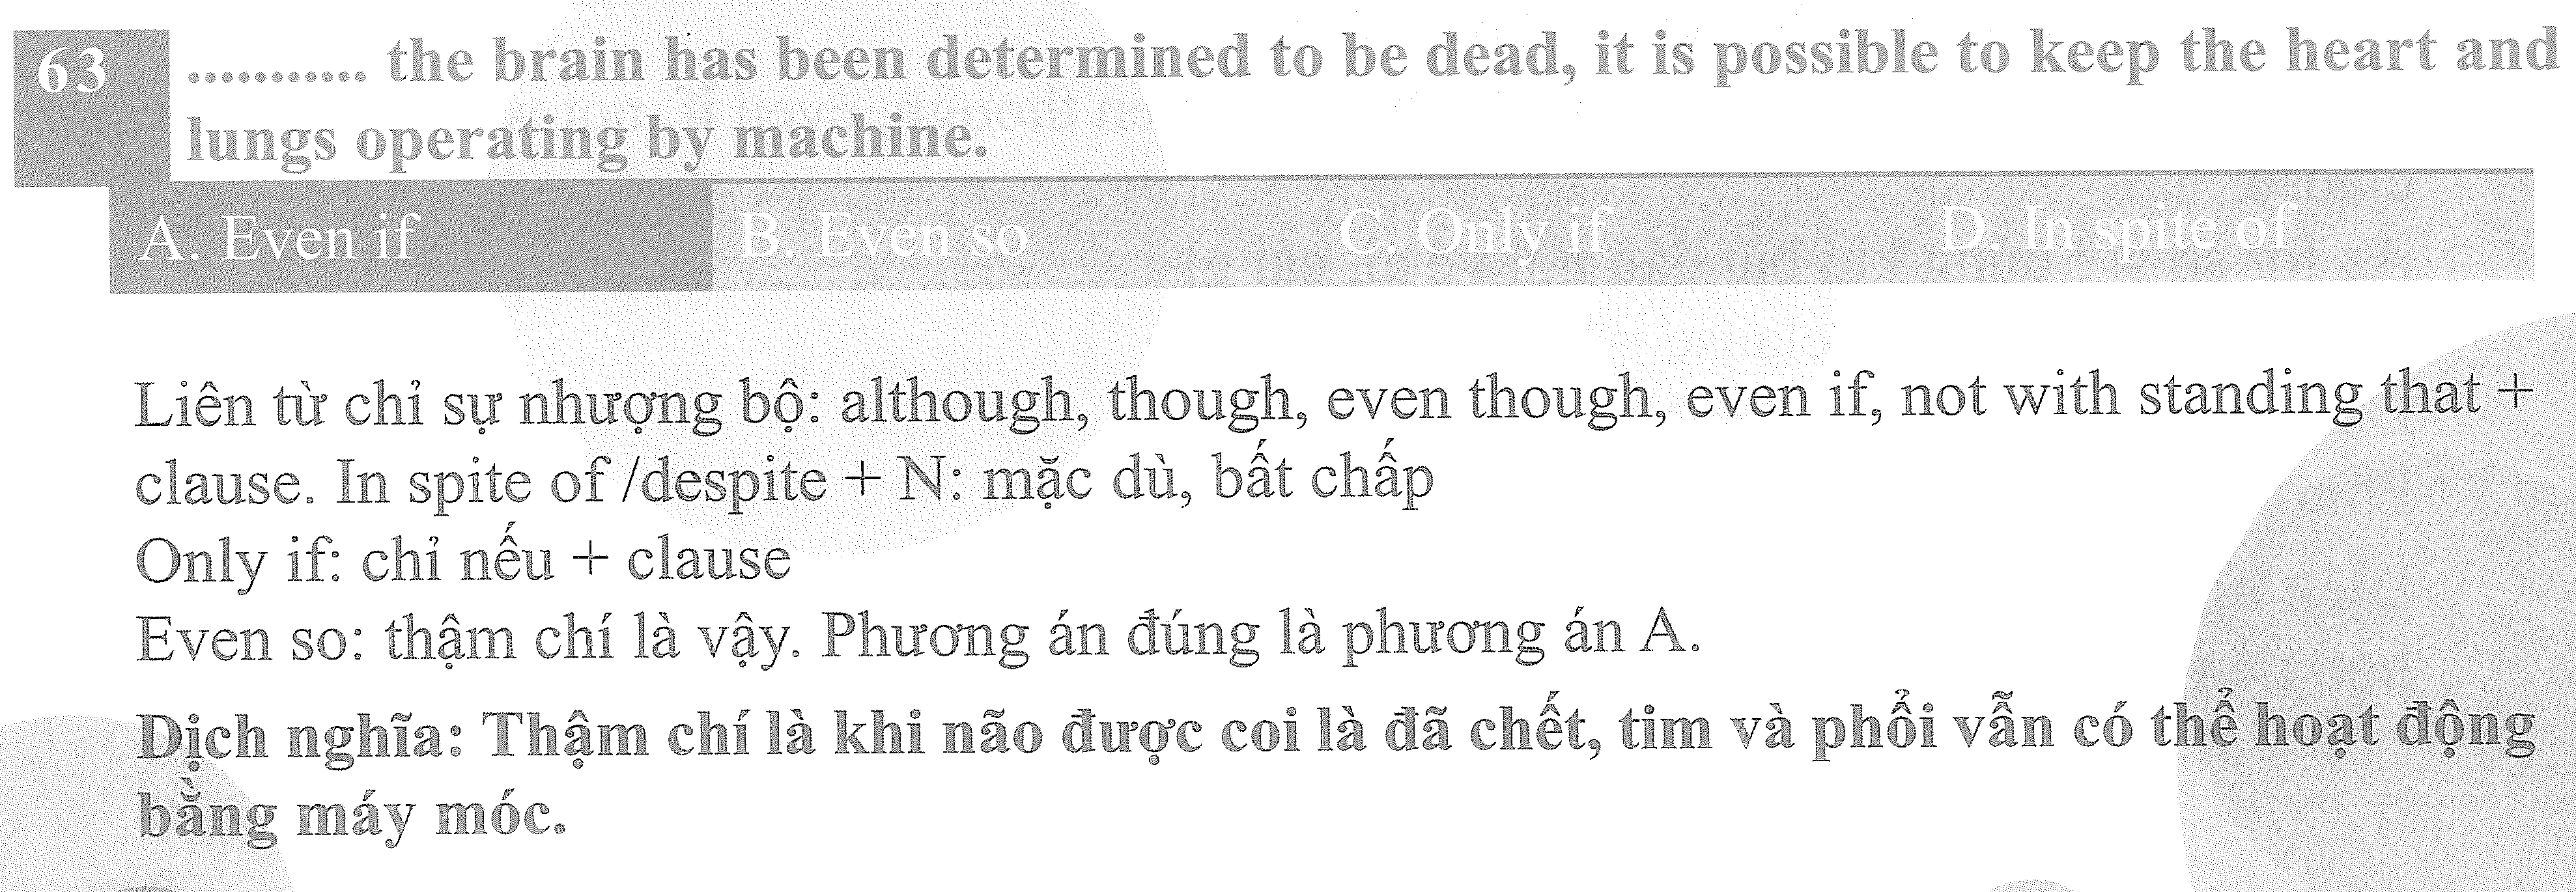 63 ........... the brain has been determined to be dead, it is possible to keep the heart and
lungs operating by machine.
A. Even if B. Even so C. Only if D. In spite of
Liên từ chỉ sự nhượng bộ: although, though, even though, even if, not with standing that +
clause. In spite of /despite + N: mặc dù, bất chấp
Only if: chỉ nếu + clause
Even so: thậm chí là vậy. Phương án đúng là phương án A.
Dịch nghĩa: Thậm chí là khi não được coi là đã chết, tim và phổi vẫn có thể hoạt động
bằng máy móc.